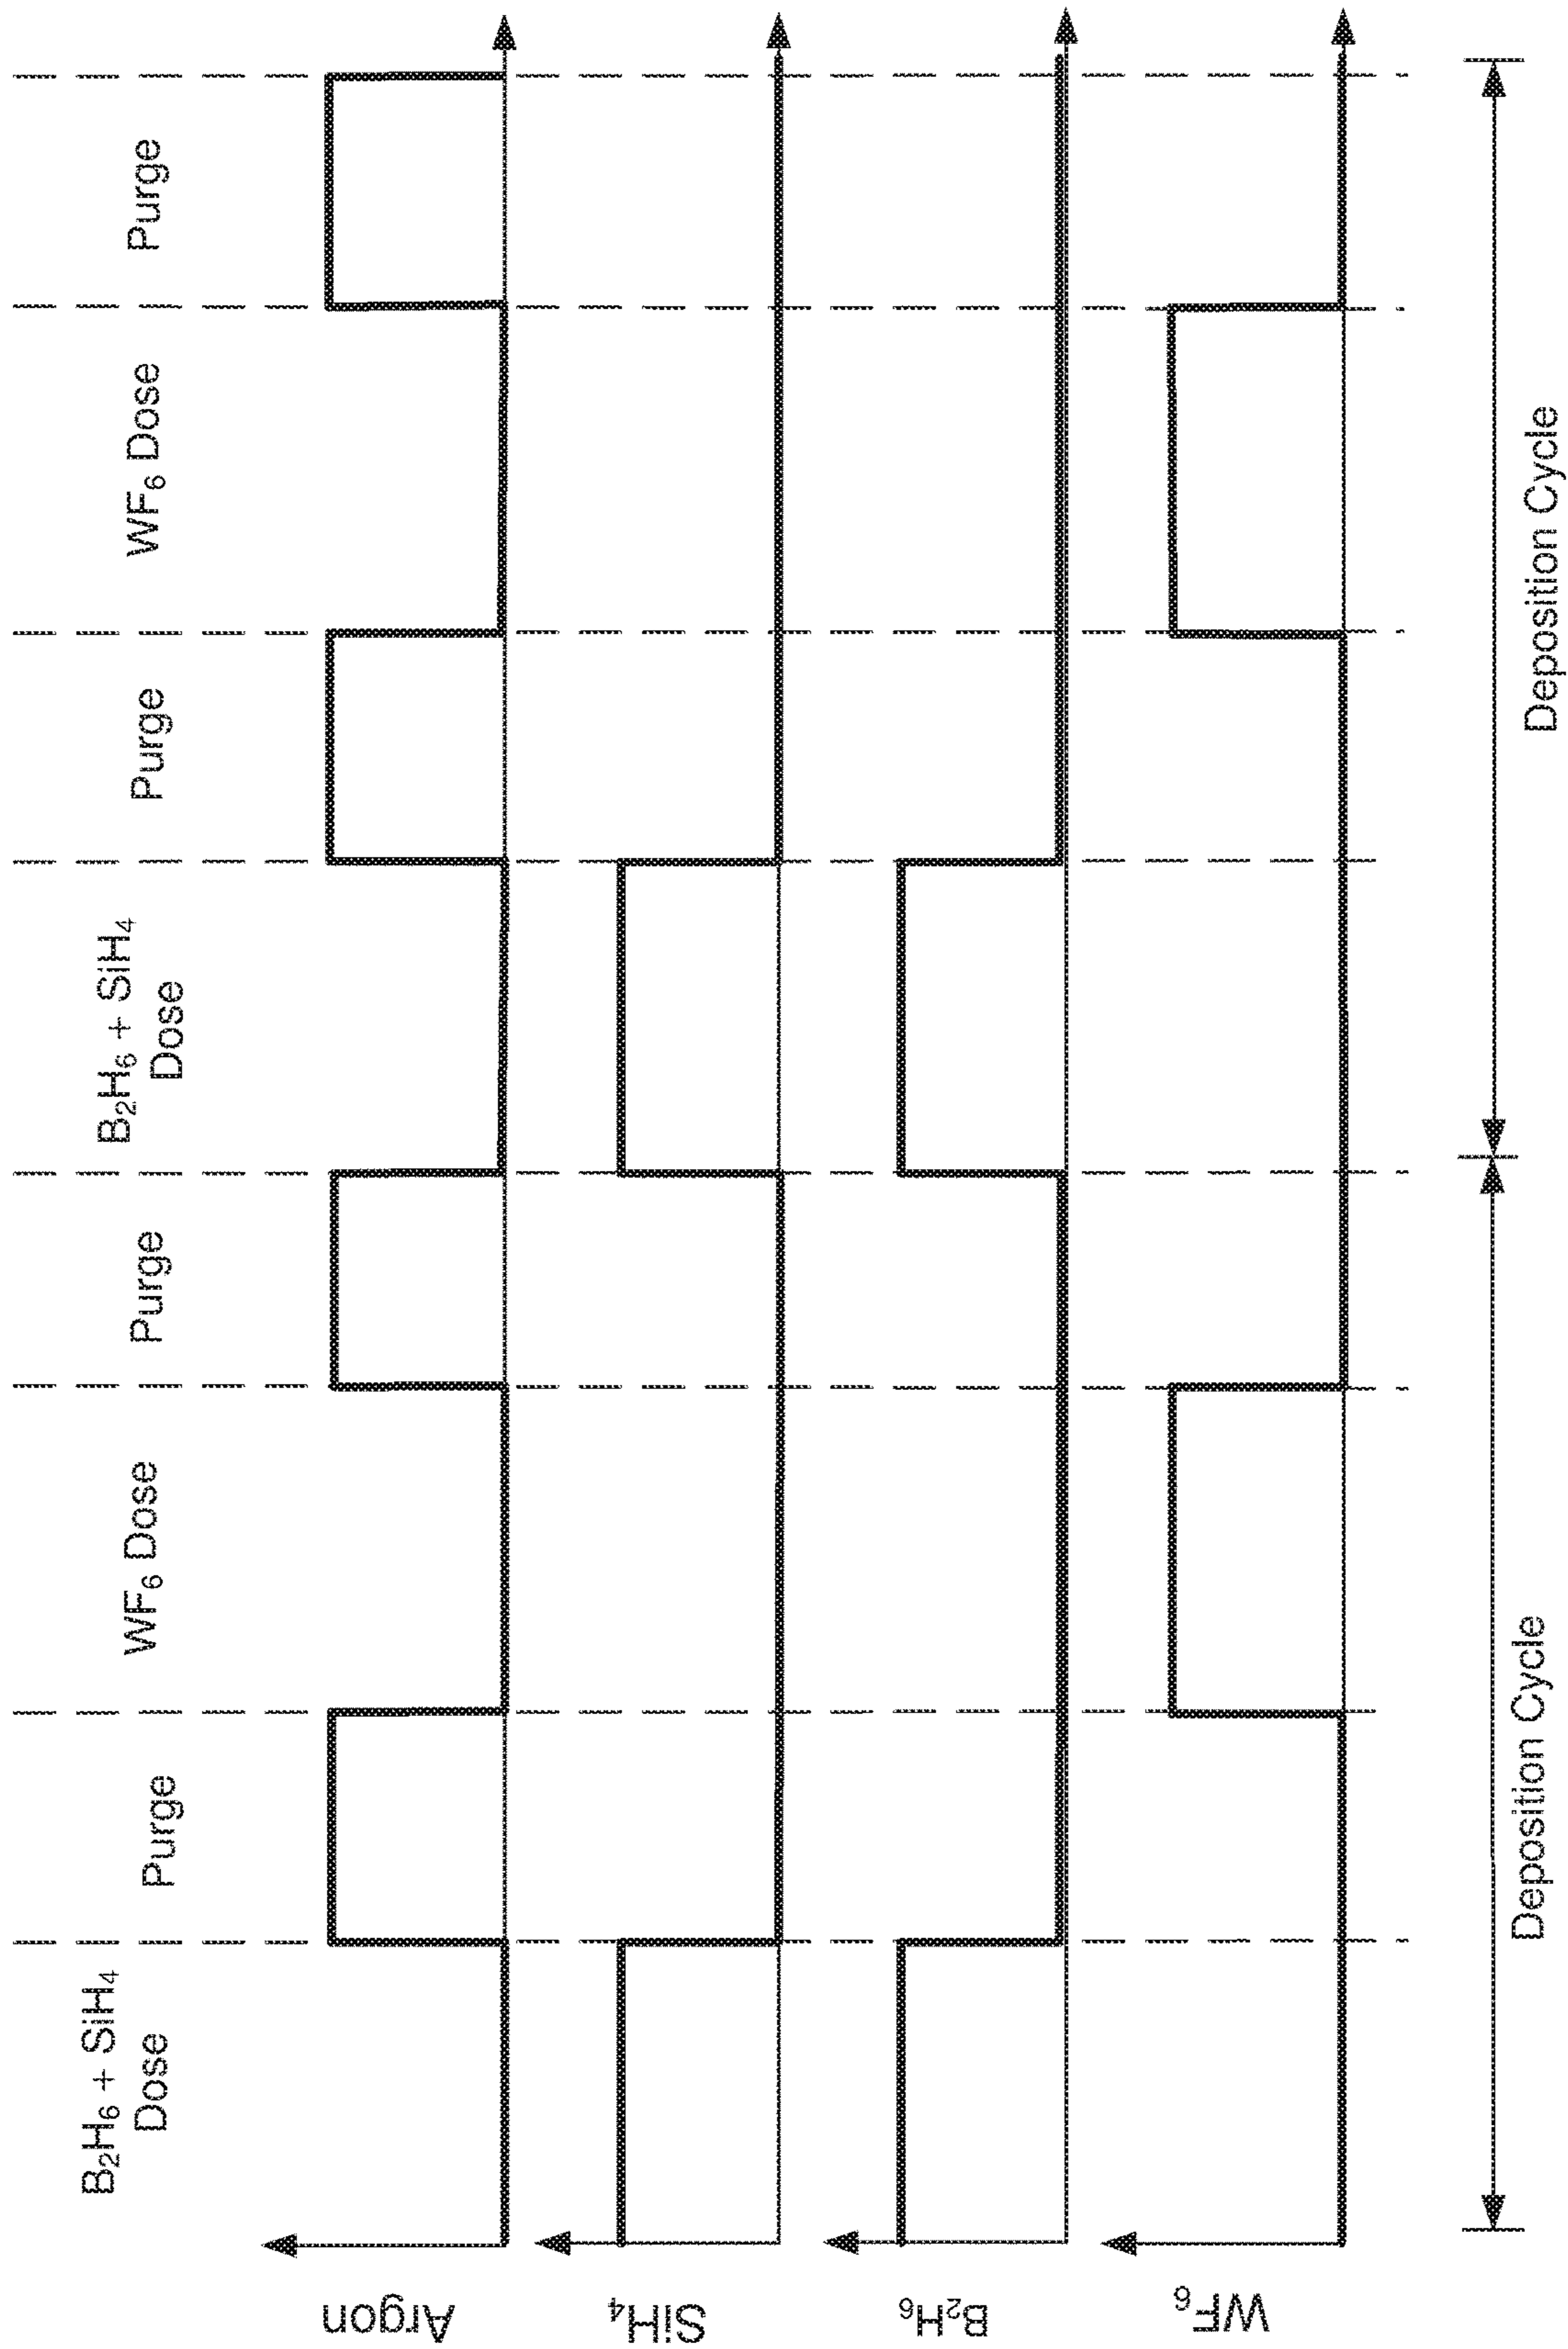 B₂H₆ + SiH₄
Dose
Purge
WF₆ Dose
Purge
B₂H₆ + SiH₄
Dose
Purge
WF₆ Dose
Purge
Argon
SiH₄
B₂H₆
WF₆
Deposition Cycle
Deposition Cycle